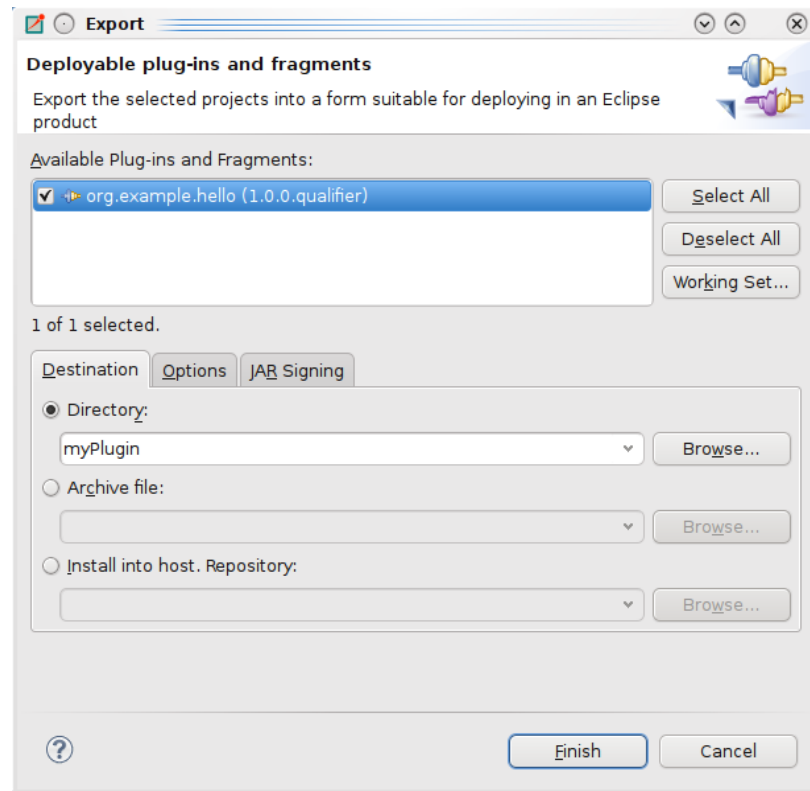 Export
Deployable plug-ins and fragments
Export the selected projects into a form suitable for deploying in an Eclipse
product
Available Plug-ins and Fragments:
org.example.hello (1.0.0.qualifier)
Select All
Deselect All
Working Set...
1 of 1 selected.
Destination Options JAR Signing
Directory:
myPlugin Browse...
Archive file:
Browse...
Install into host. Repository:
Browse...
Finish Cancel